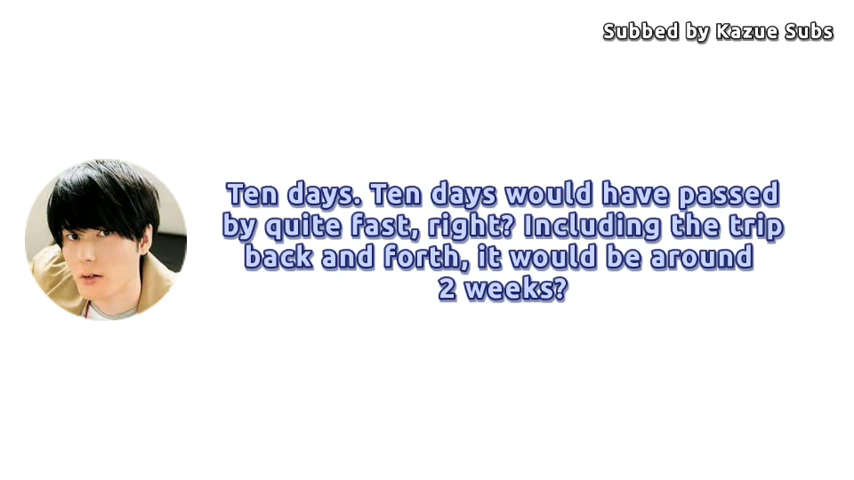 Subbed by Kazue Subs
Ten days. Ten days would have passed
by quite fast, right? Including the trip
back and forth, it would be around
2 weeks?